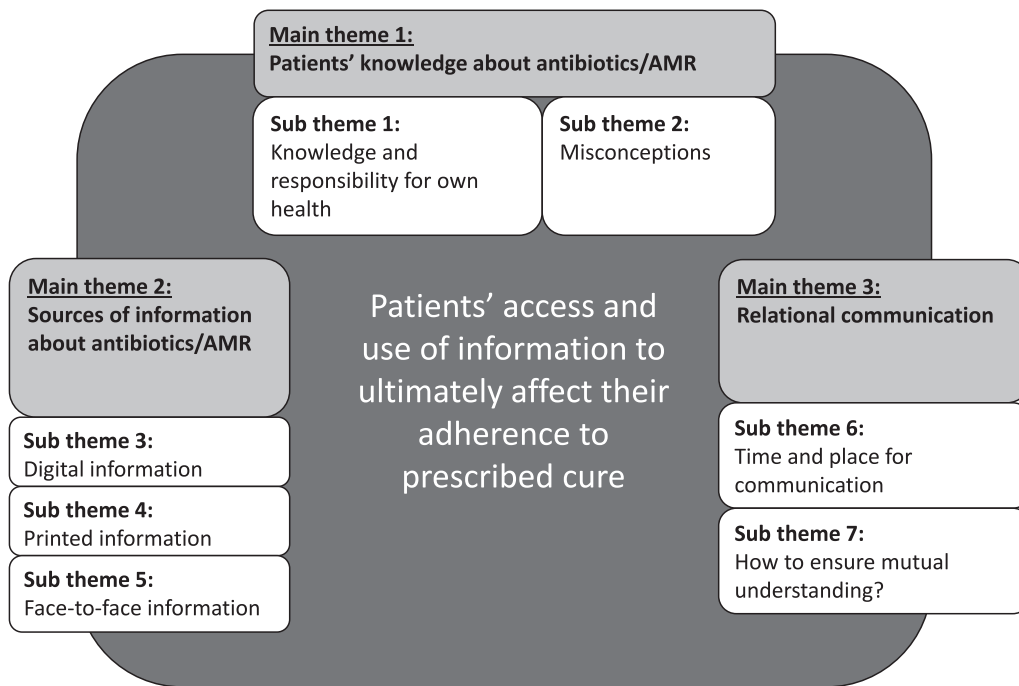 Main theme 1:
Patients’ knowledge about antibiotics/AMR
Sub theme 1:
Knowledge and
responsibility for own
health
Sub theme 2:
Misconceptions
Main theme 2:
Sources of information
about antibiotics/AMR
Sub theme 3:
Digital information
Sub theme 4:
Printed information
Sub theme 5:
Face-to-face information
Patients’ access and
use of information to
ultimately affect their
adherence to
prescribed cure
Main theme 3:
Relational communication
Sub theme 6:
Time and place for
communication
Sub theme 7:
How to ensure mutual
understanding?